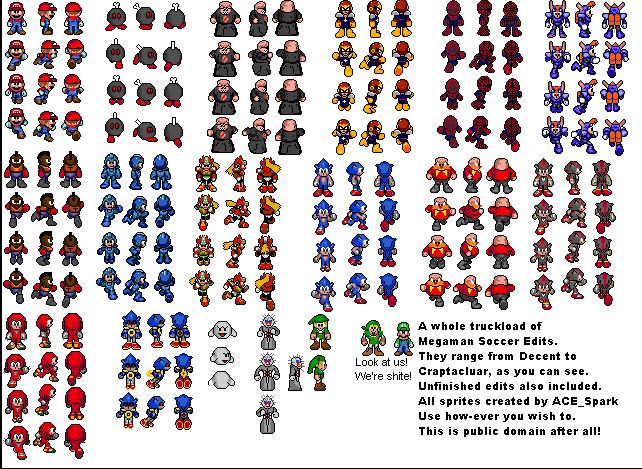 A whole truckload of
Megaman Soccer Edits.
They range from Decent to
Craptacluar, as you can see.
Unfinished edits also included.
All sprites created by ACE_Spark
Use how-ever you wish to.
This is public domain after all!
Look at us!
We're shite!